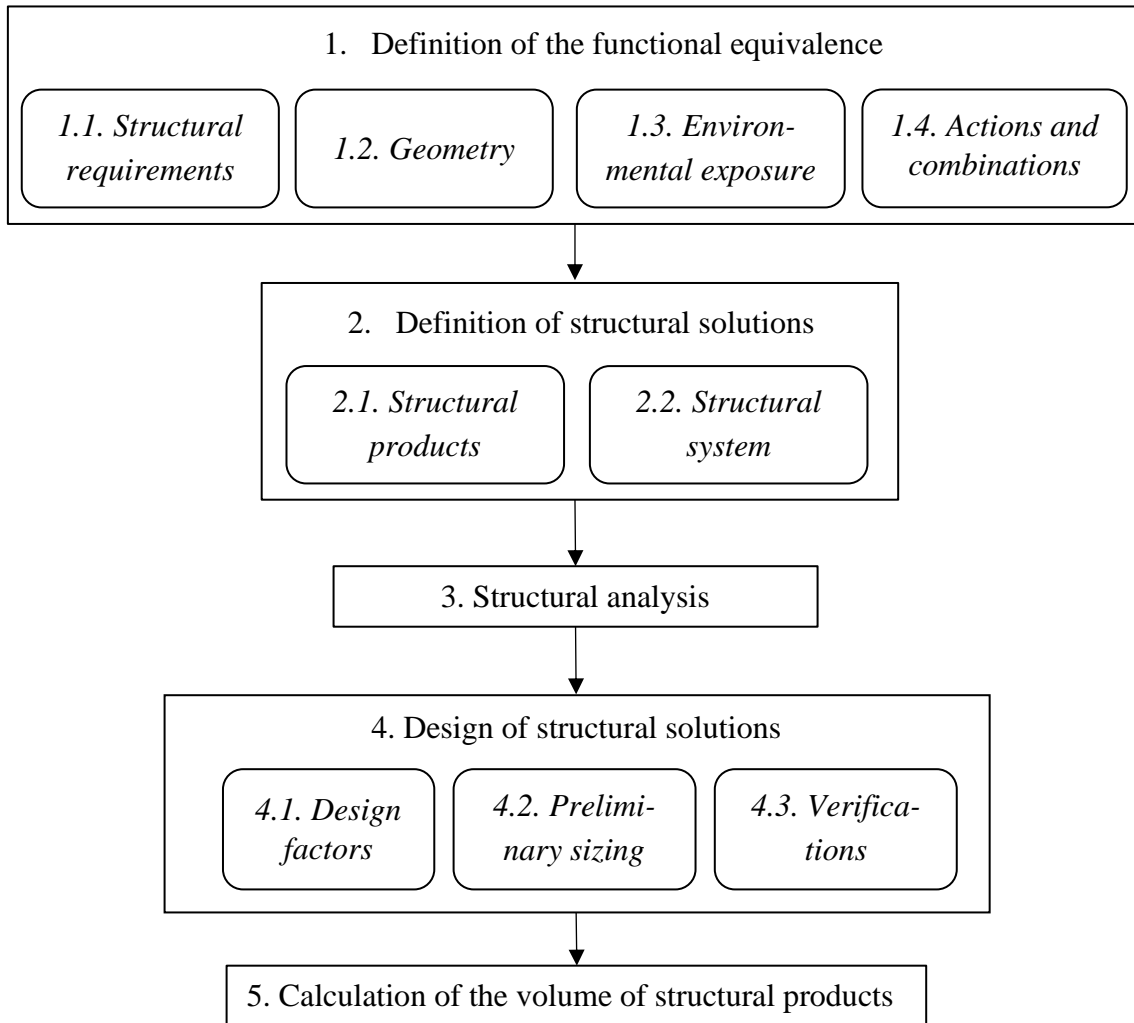 1. Definition of the functional equivalence
1.1. Structural
requirements
1.2. Geometry
1.3. Environ-
mental exposure
1.4. Actions and
combinations
2. Definition of structural solutions
2.1. Structural
products
2.2. Structural
system
3. Structural analysis
4. Design of structural solutions
4.1. Design
factors
4.2. Prelimi-
nary sizing
4.3. Verifica-
tions
5. Calculation of the volume of structural products